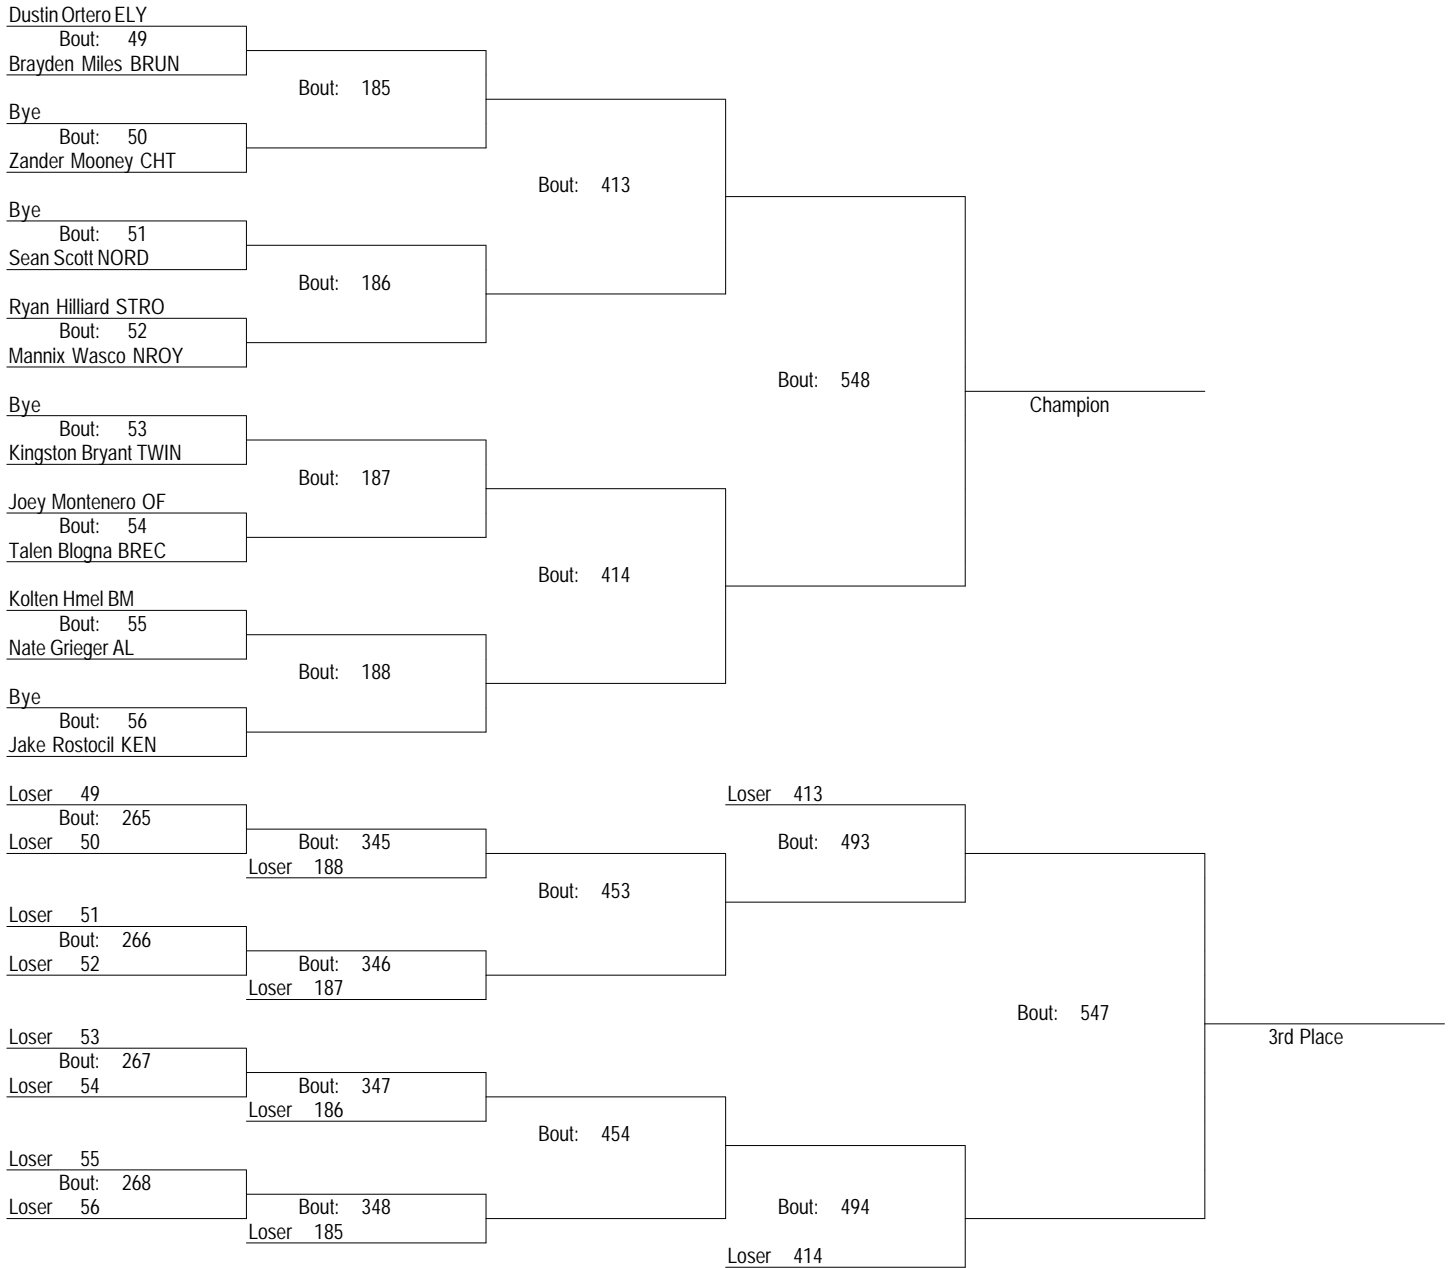 Dustin Ortero ELY
Bout: 49
Brayden Miles BRUN
Bout: 185
Bye
Bout: 50
Zander Mooney CHT
Bout: 413
Bye
Bout: 51
Sean Scott NORD
Bout: 186
Ryan Hilliard STRO
Bout: 52
Mannix Wasco NROY
Bout: 548
Champion
Bye
Bout: 53
Kingston Bryant TWIN
Bout: 187
Joey Montenero OF
Bout: 54
Talen Blogna BREC
Bout: 414
Kolten Hmel BM
Bout: 55
Nate Grieger AL
Bout: 188
Bye
Bout: 56
Jake Rostocil KEN
Loser 49
Bout: 265
Loser 50
Bout: 345
Loser 188
Loser 413
Bout: 493
Bout: 453
Loser 51
Bout: 266
Loser 52
Bout: 346
Loser 187
Bout: 547
3rd Place
Loser 53
Bout: 267
Loser 54
Bout: 347
Loser 186
Bout: 454
Loser 55
Bout: 268
Loser 56
Bout: 348
Loser 185
Bout: 494
Loser 414